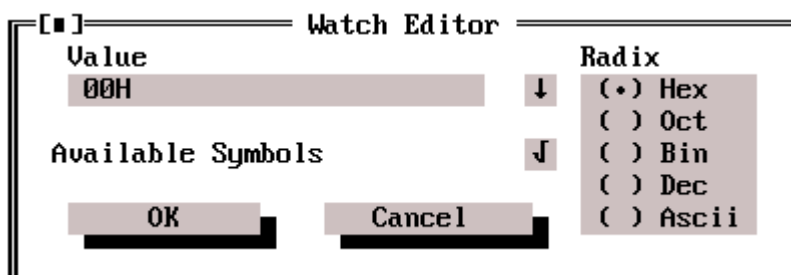 [■] Watch Editor
Value
00H ↓
Available Symbols √
OK Cancel
Radix
(•) Hex
( ) Oct
( ) Bin
( ) Dec
( ) Ascii